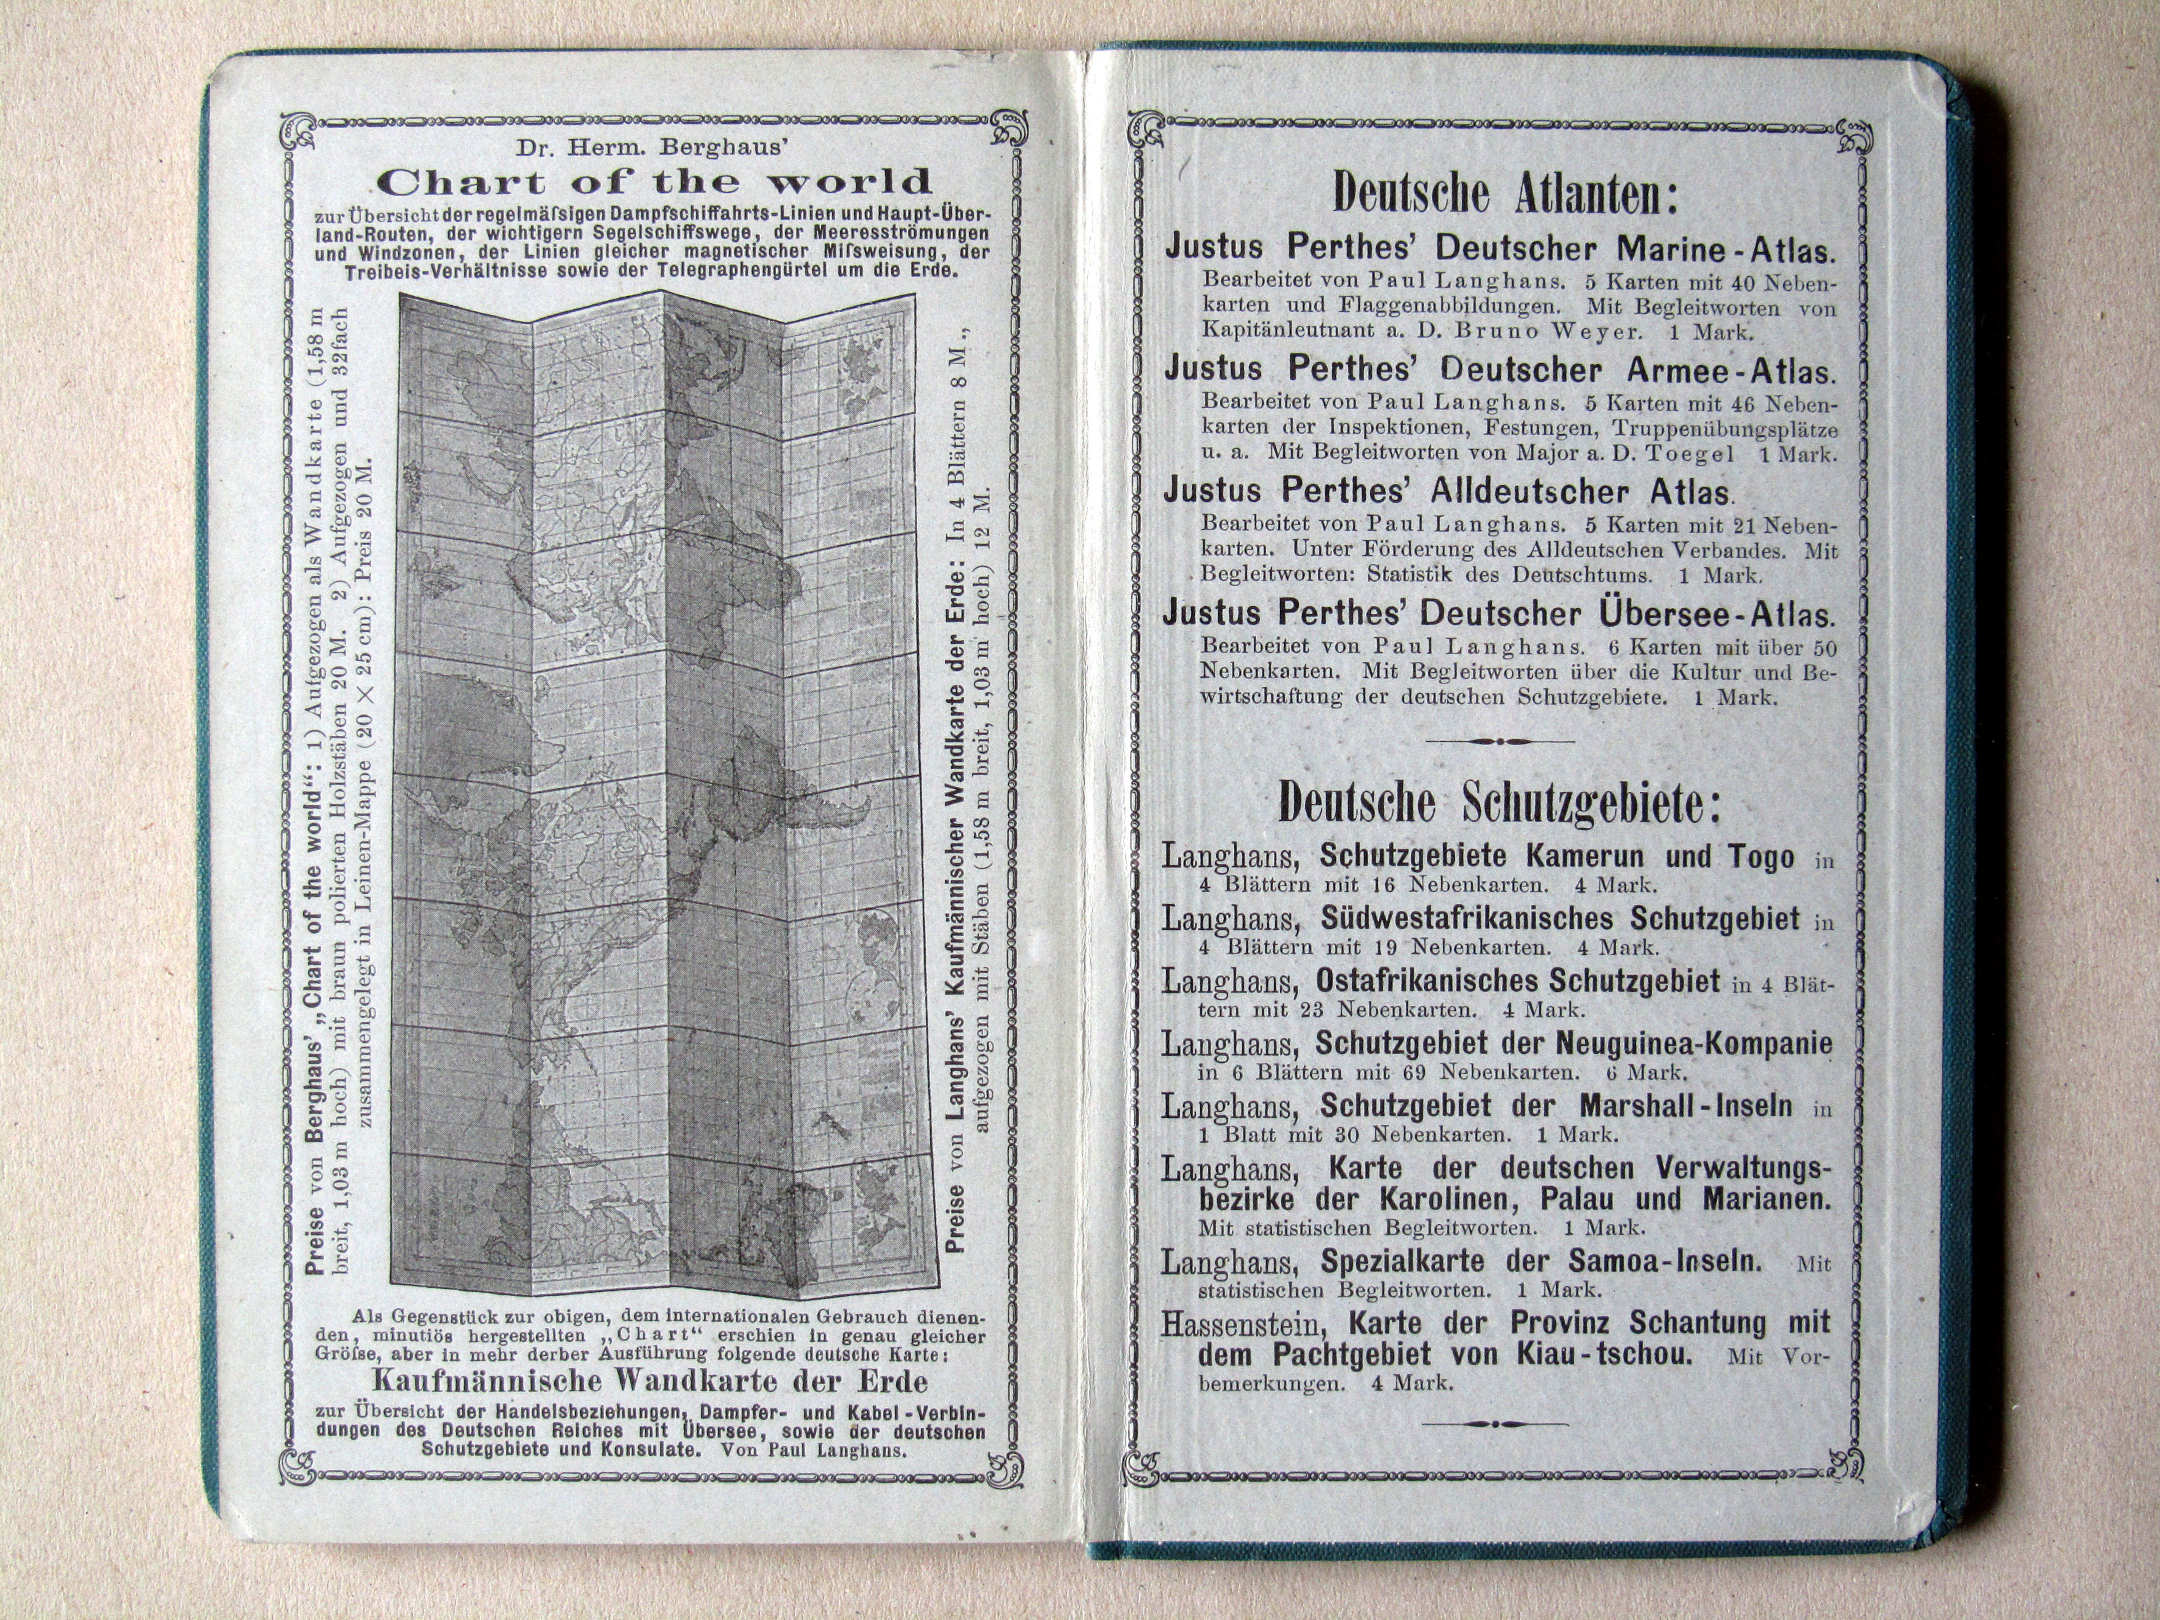 Dr. Herm. Berghaus'
Chart of the world
zur Übersicht der regelmäſsigen Dampfschiffahrts-Linien und Haupt-Über-
land-Routen, der wichtigern Segelschiffswege, der Meeresströmungen
und Windzonen, der Linien gleicher magnetischer Miſsweisung, der
Treibeis-Verhältnisse sowie der Telegraphengürtel um die Erde.
Preise von Berghaus' „Chart of the world“: 1) Aufgezogen als Wandkarte (1,58 m
breit, 1,03 m hoch) mit braun polierten Holzstäben 20 M. 2) Aufgezogen und 32fach
zusammengelegt in Leinen-Mappe (20 × 25 cm): Preis 20 M.
Preise von Langhans' Kaufmännischer Wandkarte der Erde: In 4 Blättern 8 M.,
aufgezogen mit Stäben (1,58 m breit, 1,03 m hoch) 12 M.
Als Gegenstück zur obigen, dem internationalen Gebrauch dienen-
den, minutiös hergestellten „Chart“ erschien in genau gleicher
Gröſse, aber in mehr derber Ausführung folgende deutsche Karte:
Kaufmännische Wandkarte der Erde
zur Übersicht der Handelsbeziehungen, Dampfer- und Kabel-Verbin-
dungen des Deutschen Reiches mit Übersee, sowie der deutschen
Schutzgebiete und Konsulate. Von Paul Langhans.
Deutsche Atlanten:
Justus Perthes' Deutscher Marine-Atlas.
Bearbeitet von Paul Langhans. 5 Karten mit 40 Neben-
karten und Flaggenabbildungen. Mit Begleitworten von
Kapitänleutnant a. D. Bruno Weyer. 1 Mark.
Justus Perthes' Deutscher Armee-Atlas.
Bearbeitet von Paul Langhans. 5 Karten mit 46 Neben-
karten der Inspektionen, Festungen, Truppenübungsplätze
u. a. Mit Begleitworten von Major a. D. Toegel 1 Mark.
Justus Perthes' Alldeutscher Atlas.
Bearbeitet von Paul Langhans. 5 Karten mit 21 Neben-
karten. Unter Förderung des Alldeutschen Verbandes. Mit
Begleitworten: Statistik des Deutschtums. 1 Mark.
Justus Perthes' Deutscher Übersee-Atlas.
Bearbeitet von Paul Langhans. 6 Karten mit über 50
Nebenkarten. Mit Begleitworten über die Kultur und Be-
wirtschaftung der deutschen Schutzgebiete. 1 Mark.
Deutsche Schutzgebiete:
Langhans, Schutzgebiete Kamerun und Togo in
4 Blättern mit 16 Nebenkarten. 4 Mark.
Langhans, Südwestafrikanisches Schutzgebiet in
4 Blättern mit 19 Nebenkarten. 4 Mark.
Langhans, Ostafrikanisches Schutzgebiet in 4 Blät-
tern mit 23 Nebenkarten. 4 Mark.
Langhans, Schutzgebiet der Neuguinea-Kompanie
in 6 Blättern mit 69 Nebenkarten. 6 Mark.
Langhans, Schutzgebiet der Marshall-Inseln in
1 Blatt mit 30 Nebenkarten. 1 Mark.
Langhans, Karte der deutschen Verwaltungs-
bezirke der Karolinen, Palau und Marianen.
Mit statistischen Begleitworten. 1 Mark.
Langhans, Spezialkarte der Samoa-Inseln. Mit
statistischen Begleitworten. 1 Mark.
Hassenstein, Karte der Provinz Schantung mit
dem Pachtgebiet von Kiau-tschou. Mit Vor-
bemerkungen. 4 Mark.